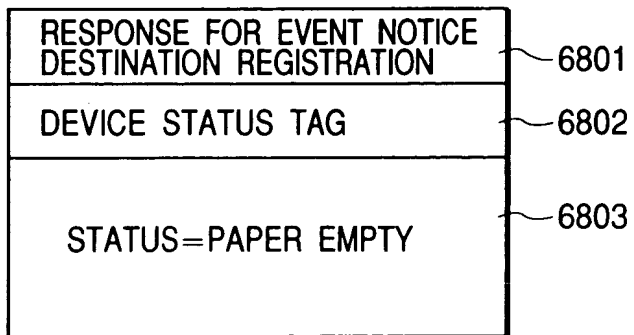 RESPONSE FOR EVENT NOTICE
DESTINATION REGISTRATION
6801
DEVICE STATUS TAG
6802
STATUS=PAPER EMPTY
6803